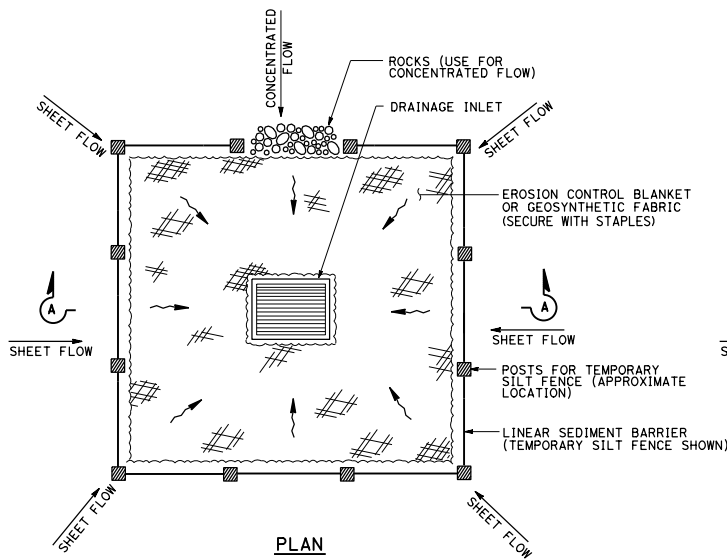 CONCENTRATED
FLOW
ROCKS (USE FOR
CONCENTRATED FLOW)
DRAINAGE INLET
SHEET FLOW
SHEET FLOW
EROSION CONTROL BLANKET
OR GEOSYNTHETIC FABRIC
(SECURE WITH STAPLES)
A
A
SHEET FLOW
SHEET FLOW
S
POSTS FOR TEMPORARY
SILT FENCE (APPROXIMATE
LOCATION)
LINEAR SEDIMENT BARRIER
(TEMPORARY SILT FENCE SHOWN)
SHEET FLOW
SHEET FLOW
PLAN